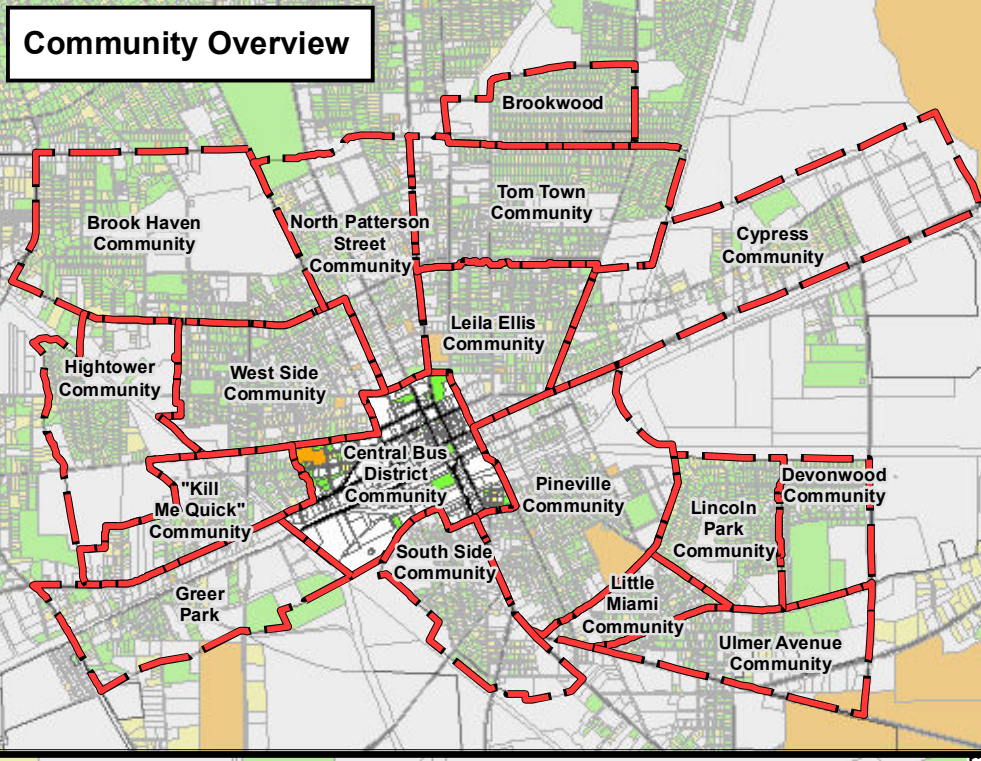 Community Overview
Brookwood
Tom Town
Community
Brook Haven
Community
North Patterson
Street
Community
Cypress
Community
Leila Ellis
Community
Hightower
Community
West Side
Community
Central Bus
District
Community
"Kill
Me Quick"
Community
Pineville
Community
Devonwood
Community
Lincoln
Park
Community
South Side
Community
Greer
Park
Little
Miami
Community
Ulmer Avenue
Community